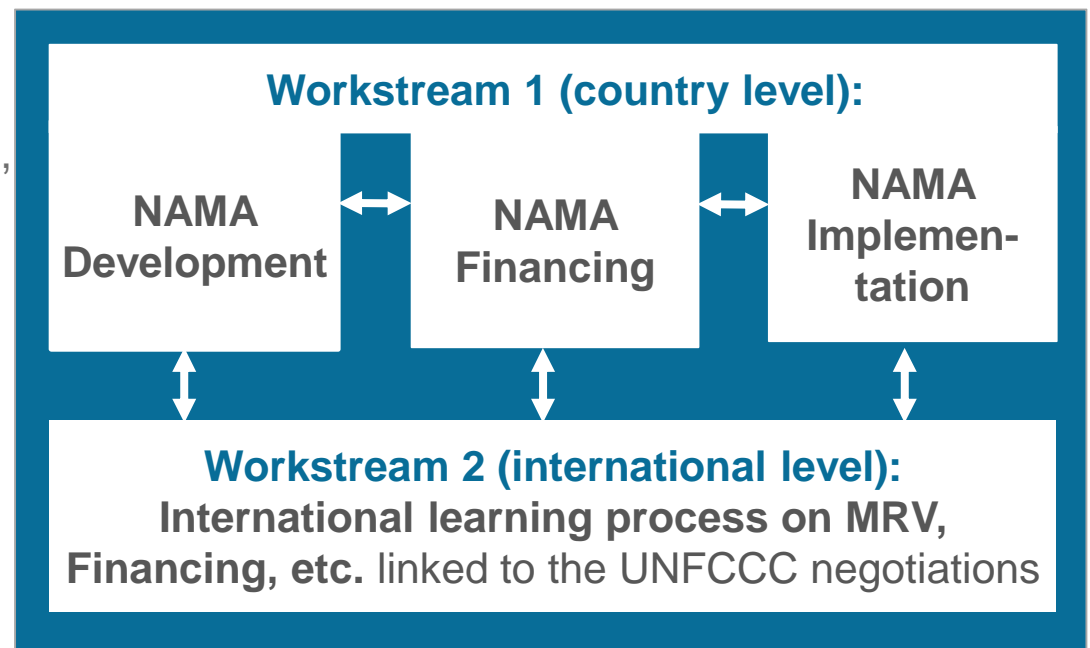 Workstream 1 (country level):
,
NAMA
Development
NAMA
Financing
NAMA
Implemen-
tation
Workstream 2 (international level):
International learning process on MRV,
Financing, etc. linked to the UNFCCC negotiations